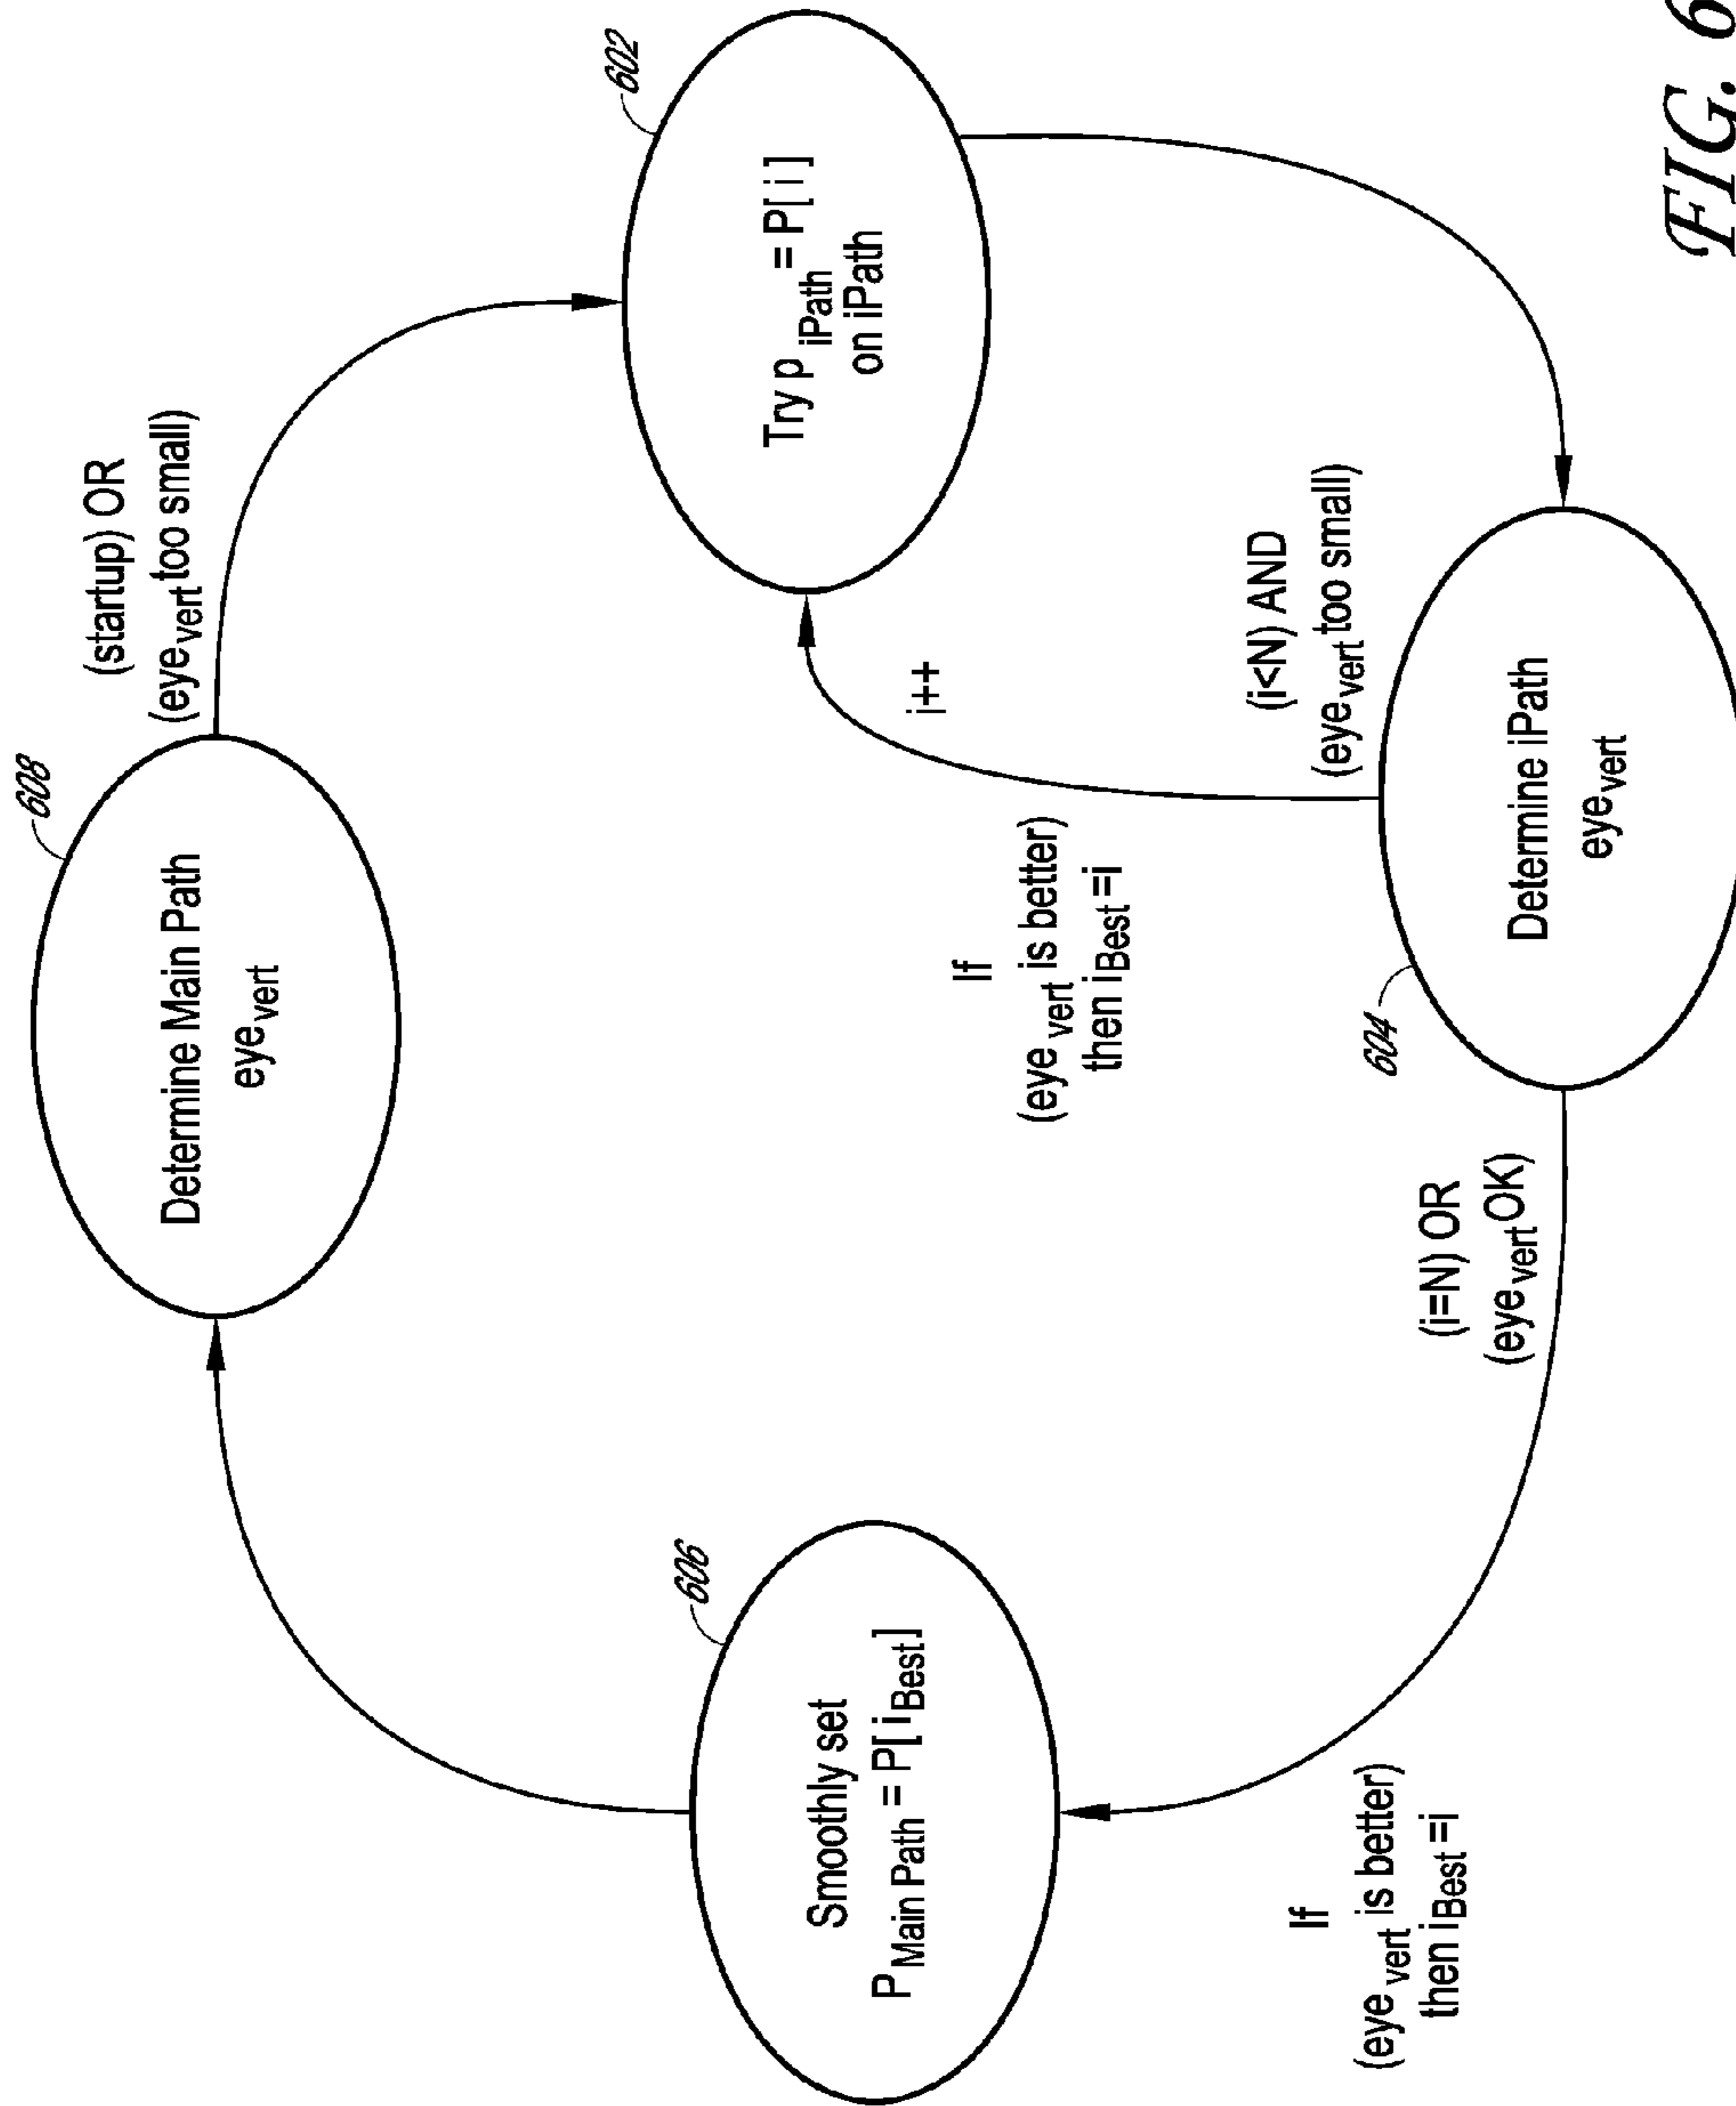 608
Determine Main Path
eye vert
(startup) OR
(eye vert too small)
602
Try p iPath = P[ i ]
on iPath
606
Smoothly set
P Main Path = P[ i Best]
If
(eye vert is better)
then i Best =i
i++
(i<N) AND
(eye vert too small)
604
Determine iPath
eye vert
(i=N) OR
(eye vert OK)
If
(eye vert is better)
then i Best =i
FIG. 6